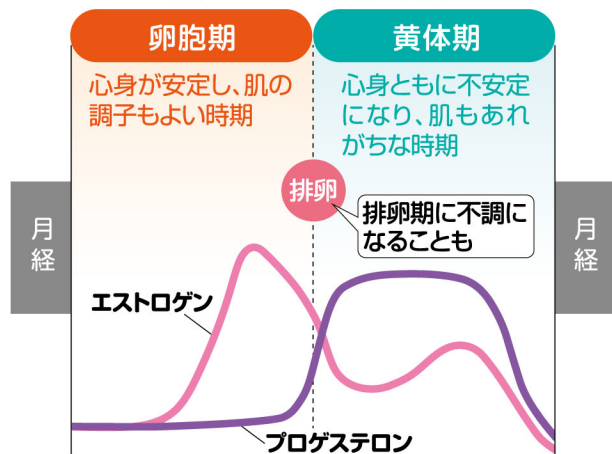 卵胞期
黄体期
心身が安定し、肌の
調子もよい時期
心身ともに不安定
になり、肌もあれ
がちな時期
排卵
排卵期に不調に
なることも
月経
月経
エストロゲン
プロゲステロン